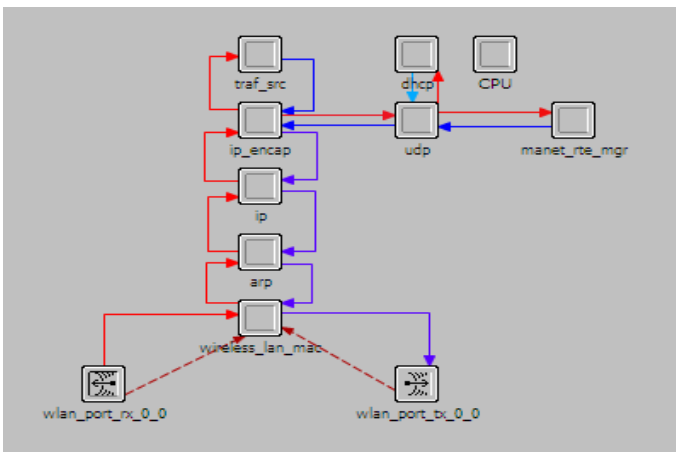 traf_src
dhcp
CPU
ip_encap
udp
manet_rte_mgr
ip
arp
wireless_lan_mac
wlan_port_rx_0_0
wlan_port_tx_0_0